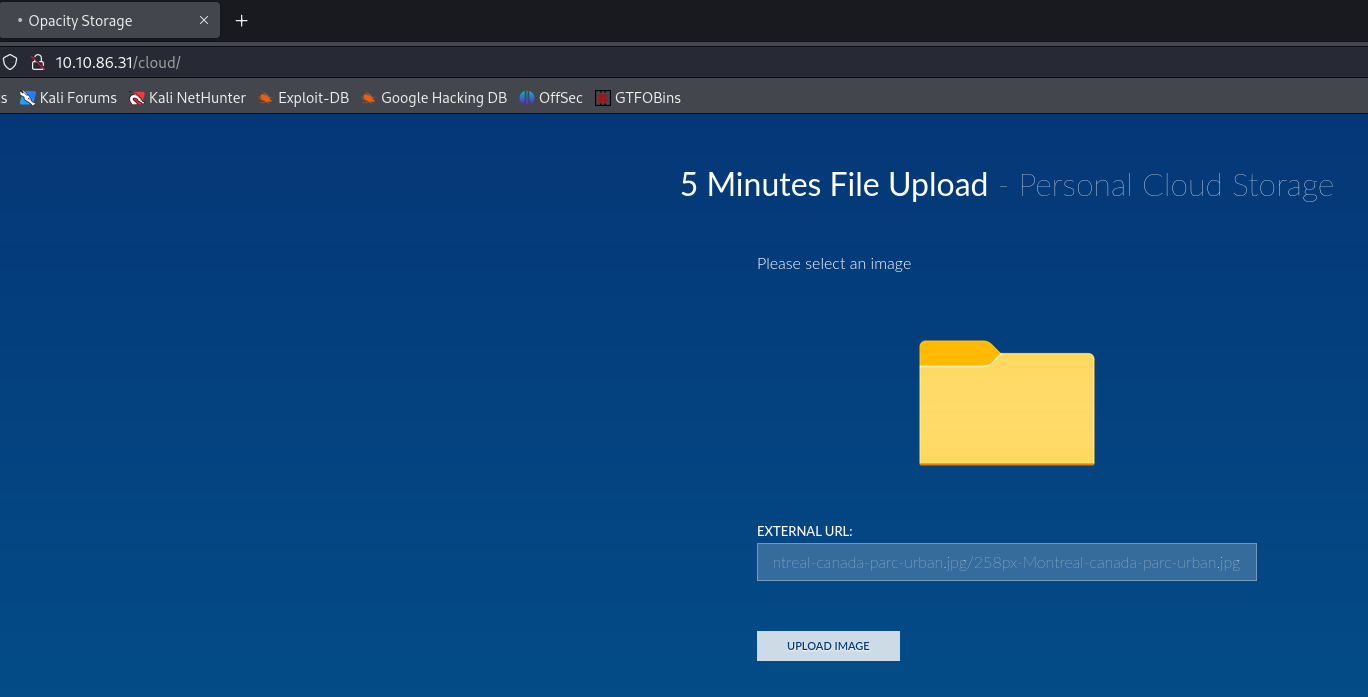 Opacity Storage
10.10.86.31/cloud/
s Kali Forums Kali NetHunter Exploit-DB Google Hacking DB OffSec GTFOBins
5 Minutes File Upload - Personal Cloud Storage
Please select an image
EXTERNAL URL:
ntreal-canada-parc-urban.jpg/258px-Montreal-canada-parc-urban.jpg
UPLOAD IMAGE